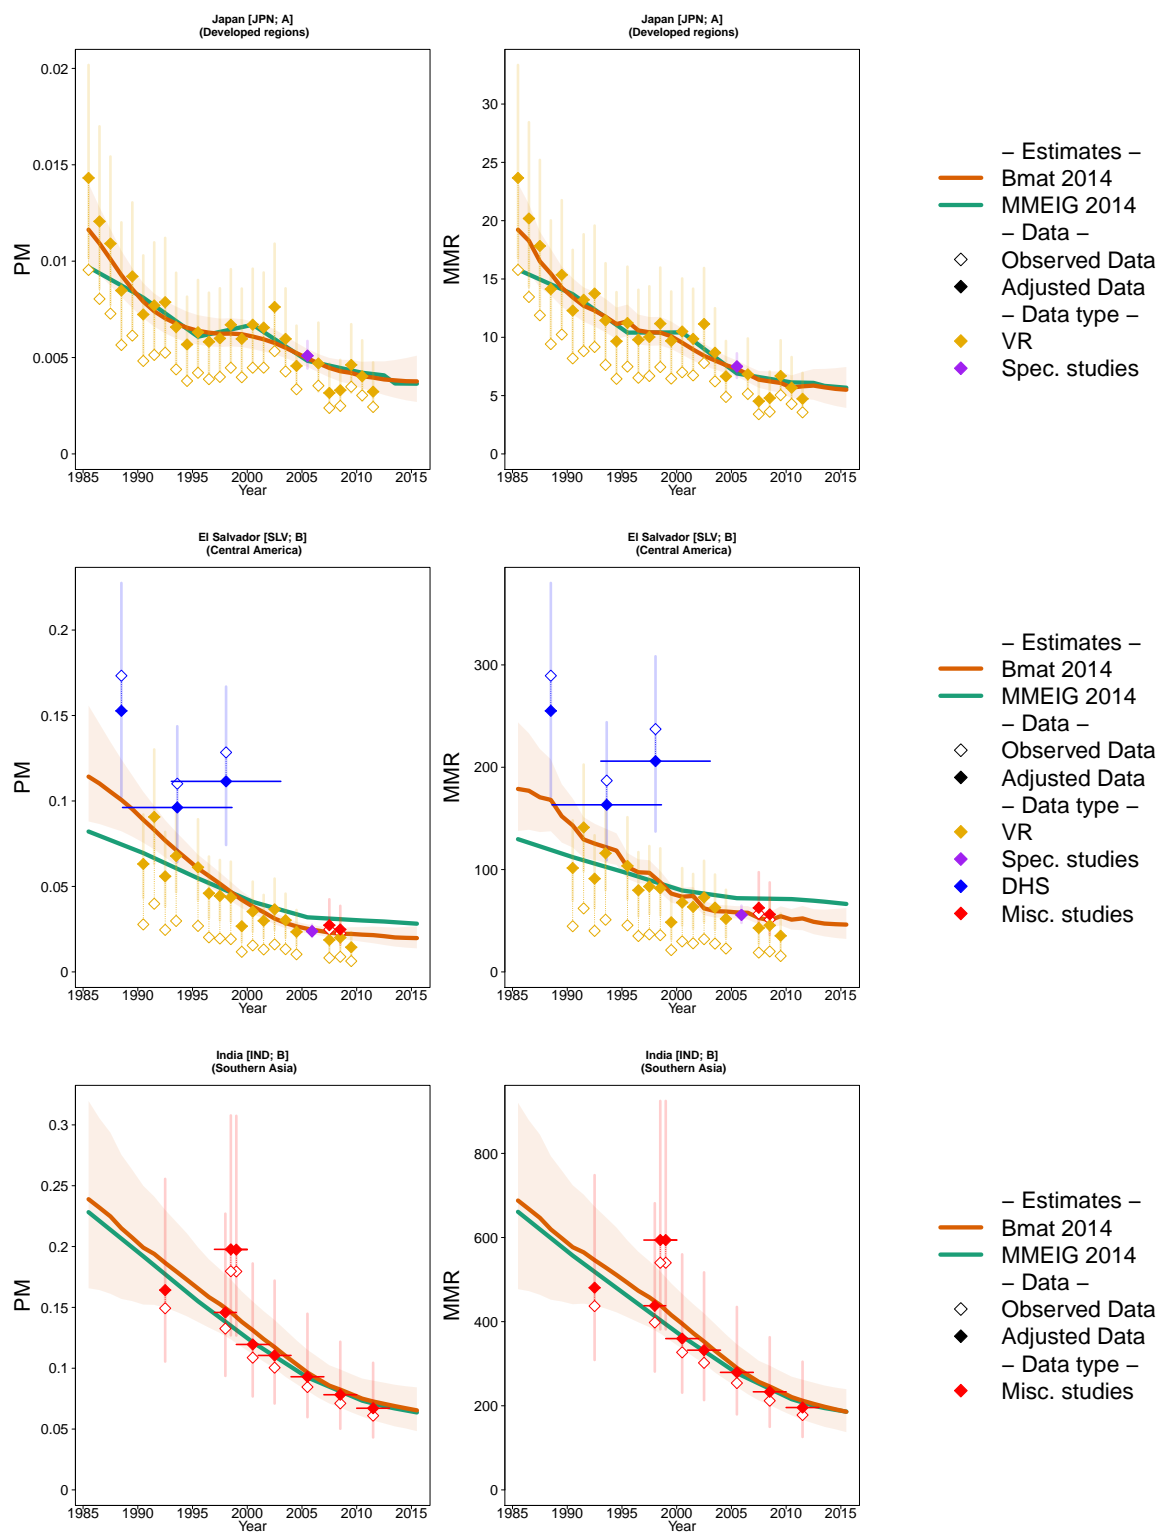 Japan [JPN; A]
(Developed regions)
PM
0.02
0.015
0.01
0.005
0
1985 1990 1995 2000 2005 2010 2015
Year
Japan [JPN; A]
(Developed regions)
MMR
35
30
25
20
15
10
5
0
1985 1990 1995 2000 2005 2010 2015
Year
– Estimates –
Bmat 2014
MMEIG 2014
– Data –
Observed Data
Adjusted Data
– Data type –
VR
Spec. studies
El Salvador [SLV; B]
(Central America)
PM
0.2
0.15
0.1
0.05
0
1985 1990 1995 2000 2005 2010 2015
Year
El Salvador [SLV; B]
(Central America)
MMR
300
200
100
0
1985 1990 1995 2000 2005 2010 2015
Year
– Estimates –
Bmat 2014
MMEIG 2014
– Data –
Observed Data
Adjusted Data
– Data type –
VR
Spec. studies
DHS
Misc. studies
India [IND; B]
(Southern Asia)
PM
0.3
0.25
0.2
0.15
0.1
0.05
0
1985 1990 1995 2000 2005 2010 2015
Year
India [IND; B]
(Southern Asia)
MMR
800
600
400
200
0
1985 1990 1995 2000 2005 2010 2015
Year
– Estimates –
Bmat 2014
MMEIG 2014
– Data –
Observed Data
Adjusted Data
– Data type –
Misc. studies